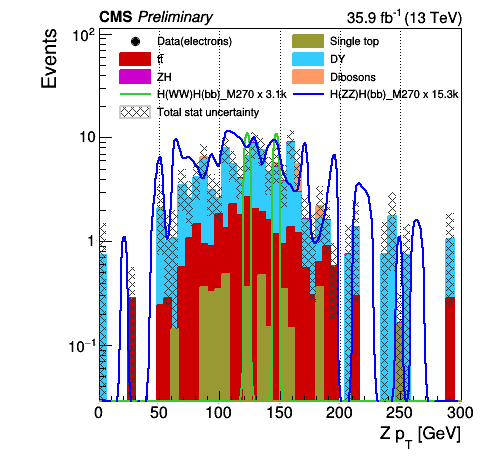 CMS Preliminary 35.9 fb⁻¹ (13 TeV)
Events
Data(electrons) Single top
tt̄ DY
ZH Dibosons
H(WW)H(bb)_M270 x 3.1k H(ZZ)H(bb)_M270 x 15.3k
Total stat uncertainty
10²
10
1
10⁻¹
0 50 100 150 200 250 300
Z p_T [GeV]